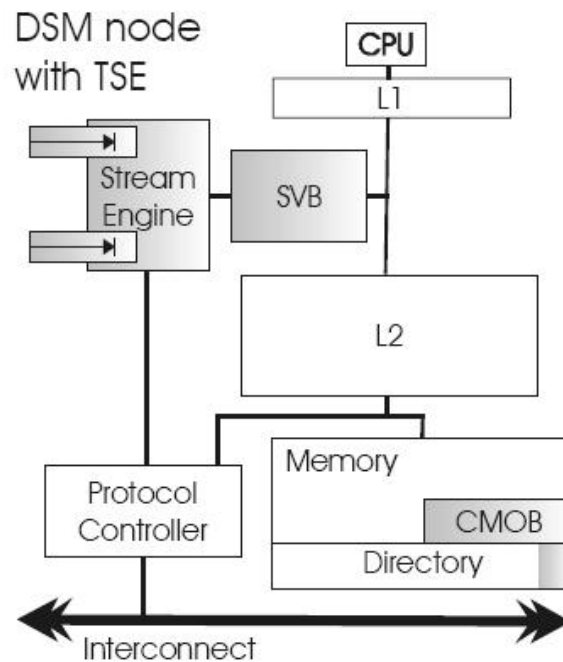 DSM node
with TSE
CPU
L1
Stream
Engine
SVB
L2
Protocol
Controller
Memory
CMOB
Directory
Interconnect